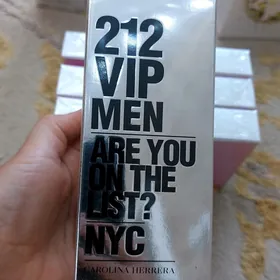 212
VIP
MEN
ARE YOU
ON THE
LIST?
NYC
CAROLINA HERRERA